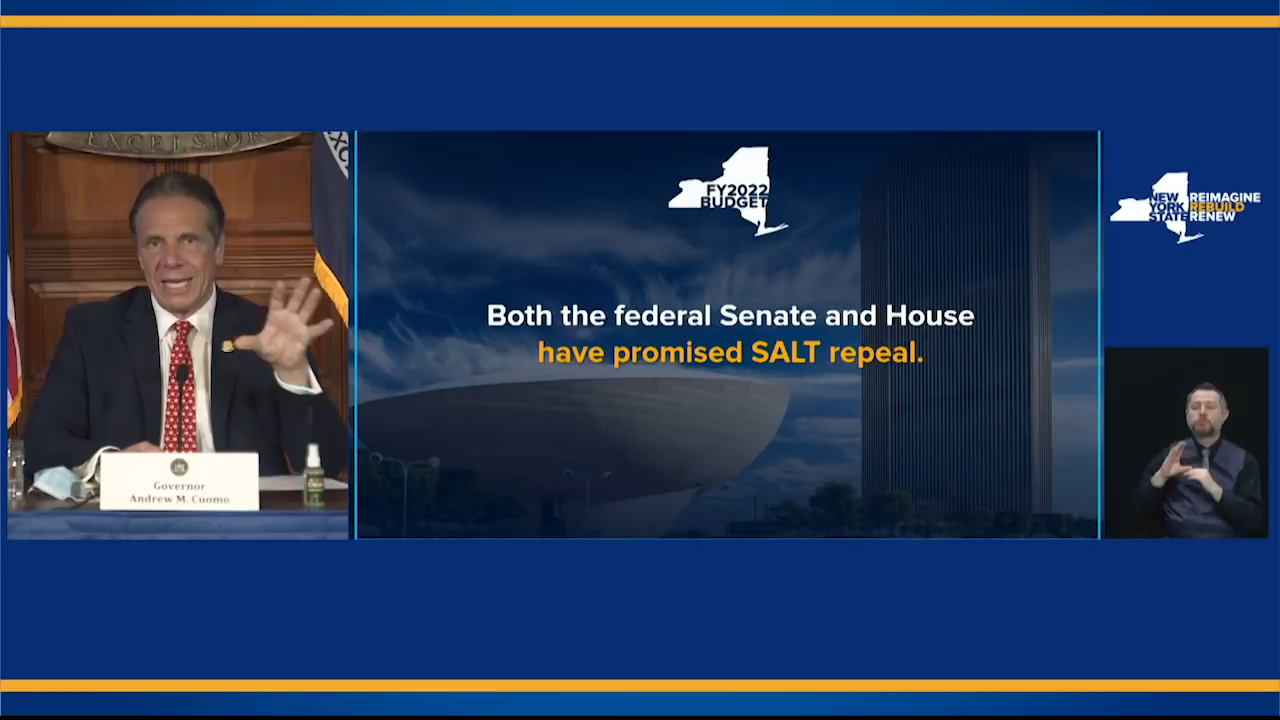 EXCELSIOR
EXC
Governor
Andrew M. Cuomo
FY2022
BUDGET
Both the federal Senate and House
have promised SALT repeal.
NEW
YORK
STATE
REIMAGINE
REBUILD
RENEW